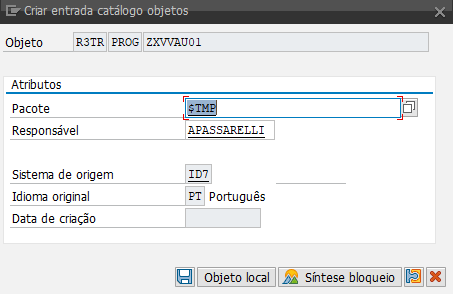 Criar entrada catálogo objetos
Objeto R3TR PROG ZXVVAU01
Atributos
Pacote $TMP
Responsável APASSARELLI
Sistema de origem ID7
Idioma original PT Português
Data de criação
Objeto local Síntese bloqueio